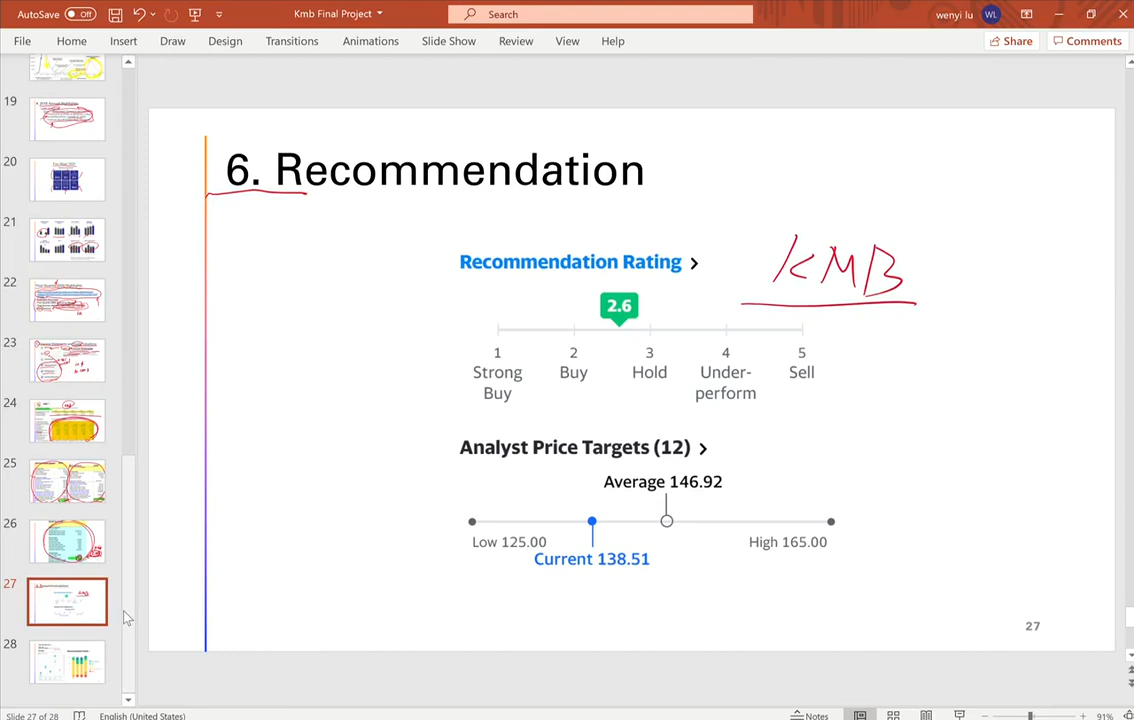 AutoSave Off
Kmb Final Project
Search
wenyi lu
WL
File Home Insert Draw Design Transitions Animations Slide Show Review View Help
Share Comments
19
20
21
22
23
24
25
26
27
28
6. Recommendation
Recommendation Rating
KMB
2.6
1 2 3 4 5
Strong Buy Hold Under- Sell
Buy perform
Analyst Price Targets (12)
Average 146.92
Low 125.00 High 165.00
Current 138.51
27
Slide 27 of 28 English (United States) Notes 91%